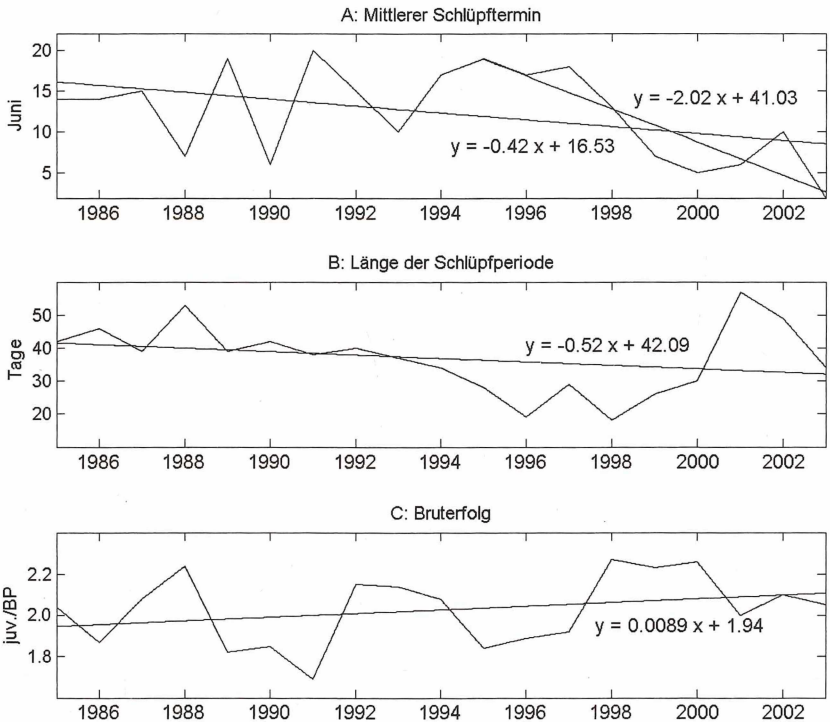 A: Mittlerer Schlüpftermin
20
15
10
5
Juni
y = -2.02 x + 41.03
y = -0.42 x + 16.53
1986 1988 1990 1992 1994 1996 1998 2000 2002
B: Länge der Schlüpfperiode
50
40
30
20
Tage
y = -0.52 x + 42.09
1986 1988 1990 1992 1994 1996 1998 2000 2002
C: Bruterfolg
2.2
2.0
1.8
juv./BP
y = 0.0089 x + 1.94
1986 1988 1990 1992 1994 1996 1998 2000 2002